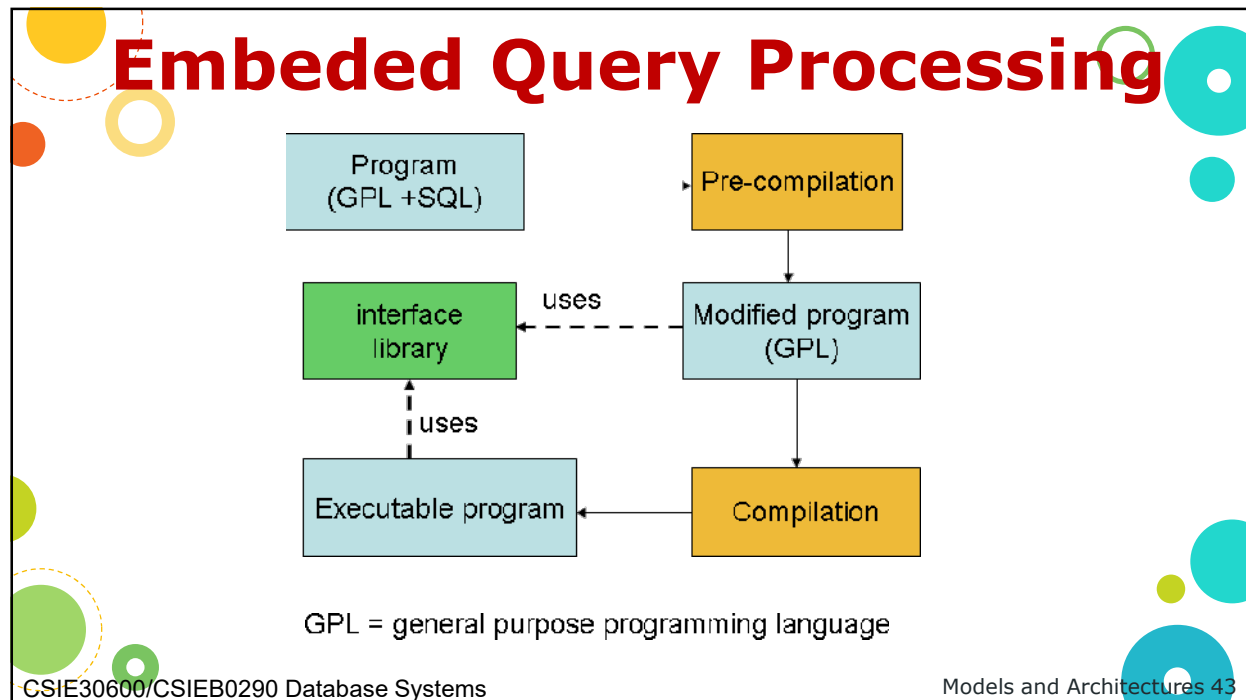 Embeded Query Processing
Program
(GPL +SQL)
Pre-compilation
interface
library
uses
Modified program
(GPL)
uses
Executable program
Compilation
GPL = general purpose programming language
CSIE30600/CSIEB0290 Database Systems
Models and Architectures 43